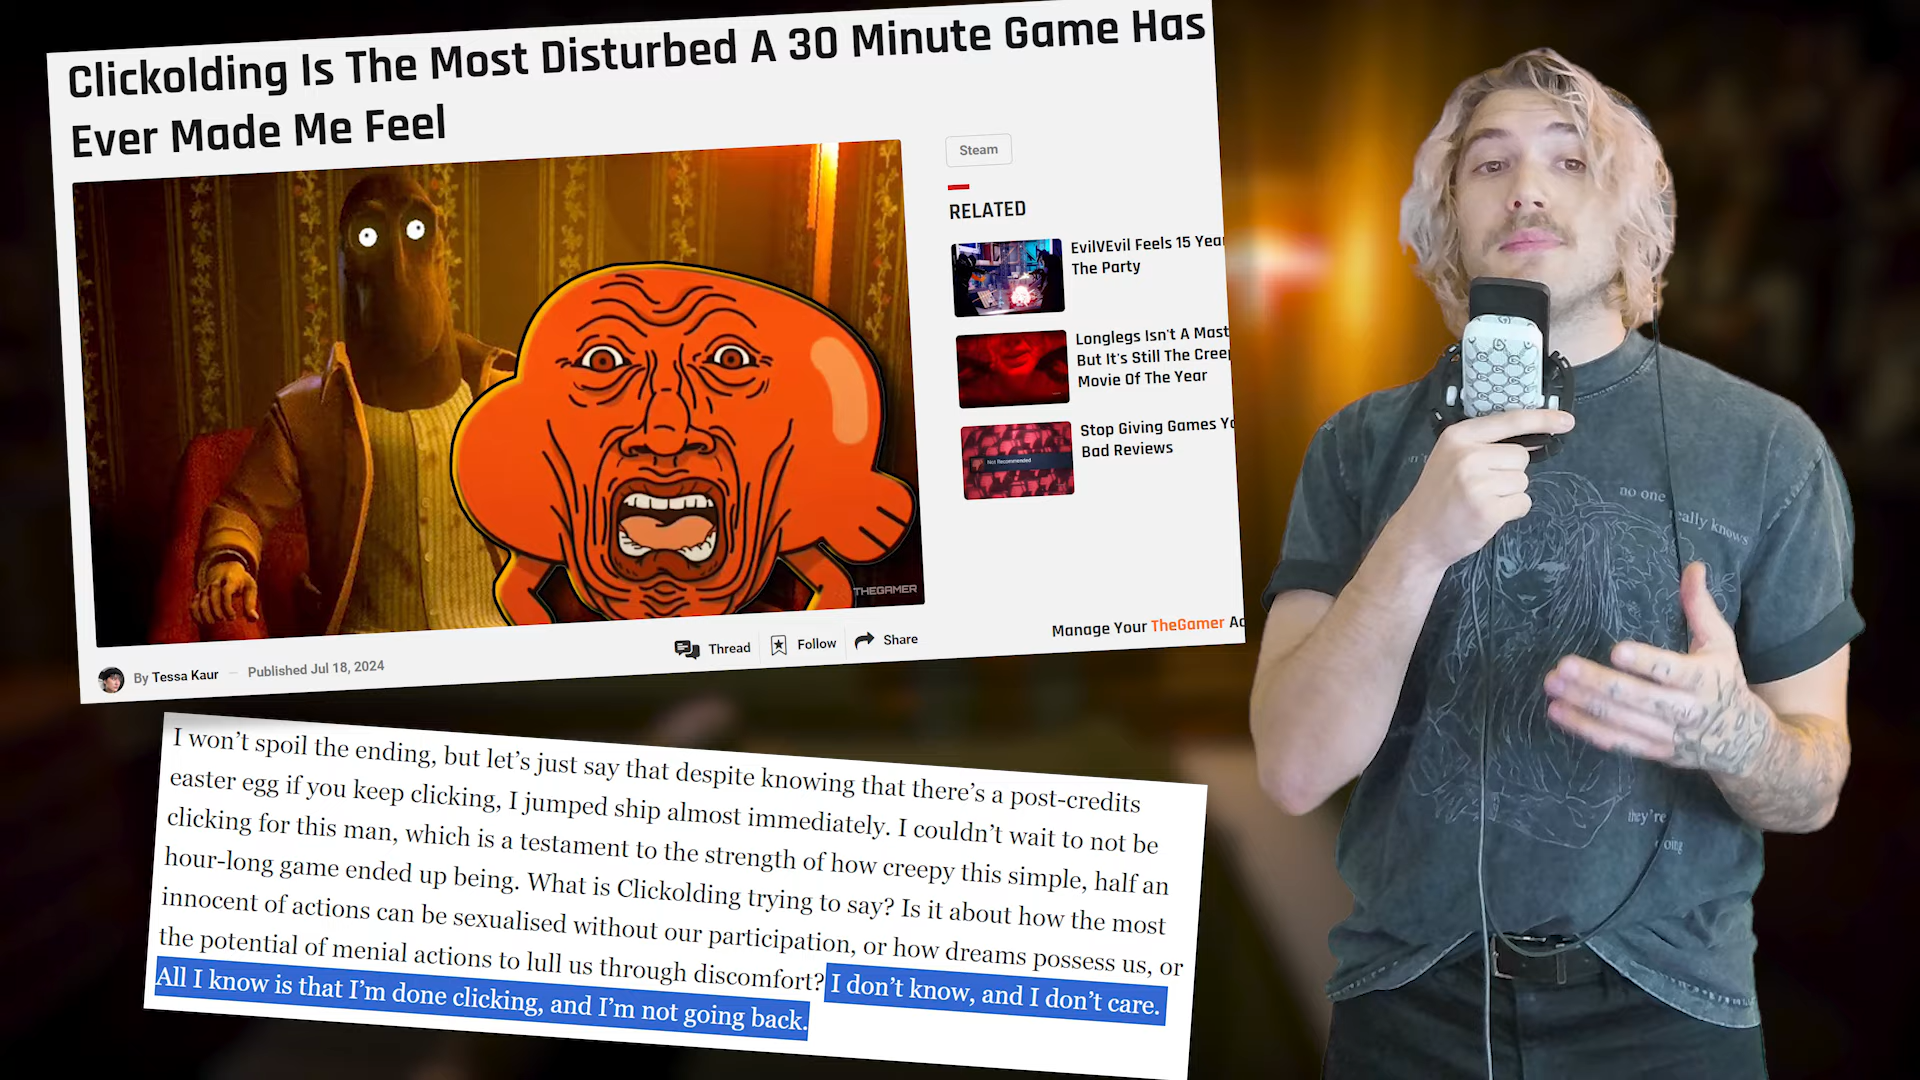 Clickolding Is The Most Disturbed A 30 Minute Game Has
Ever Made Me Feel
Steam
RELATED
EvilVEvil Feels 15
The Party
Longlegs Isn't A
But It's Still The
Movie Of The Year
Stop Giving Games
Bad Reviews
Not Recommended
THEGAMER
By Tessa Kaur — Published Jul 18, 2024
Thread
Follow
Share
Manage Your TheGamer
I won't spoil the ending, but let's just say that despite knowing that there's a post-credits
easter egg if you keep clicking, I jumped ship almost immediately. I couldn't wait to not be
clicking for this man, which is a testament to the strength of how creepy this simple, half an
hour-long game ended up being. What is Clickolding trying to say? Is it about how the most
innocent of actions can be sexualised without our participation, or how dreams possess us, or
the potential of menial actions to lull us through discomfort? I don't know, and I don't care.
All I know is that I'm done clicking, and I'm not going back.
no one
really knows
they're